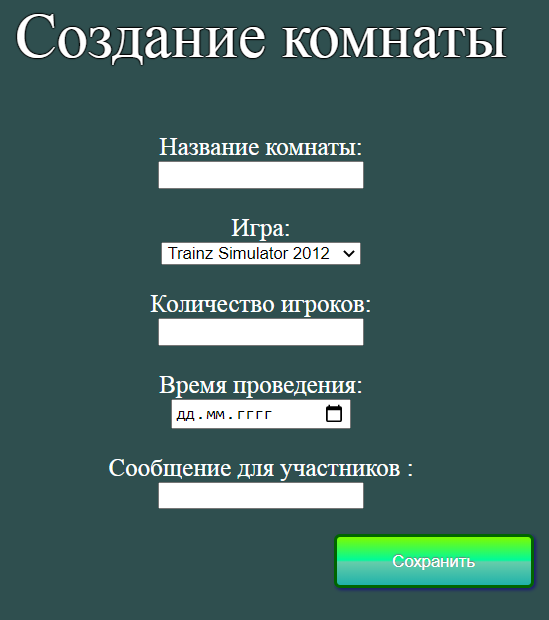 Создание комнаты
Название комнаты:
Игра:
Trainz Simulator 2012
Количество игроков:
Время проведения:
дд.мм.гггг
Сообщение для участников :
Сохранить